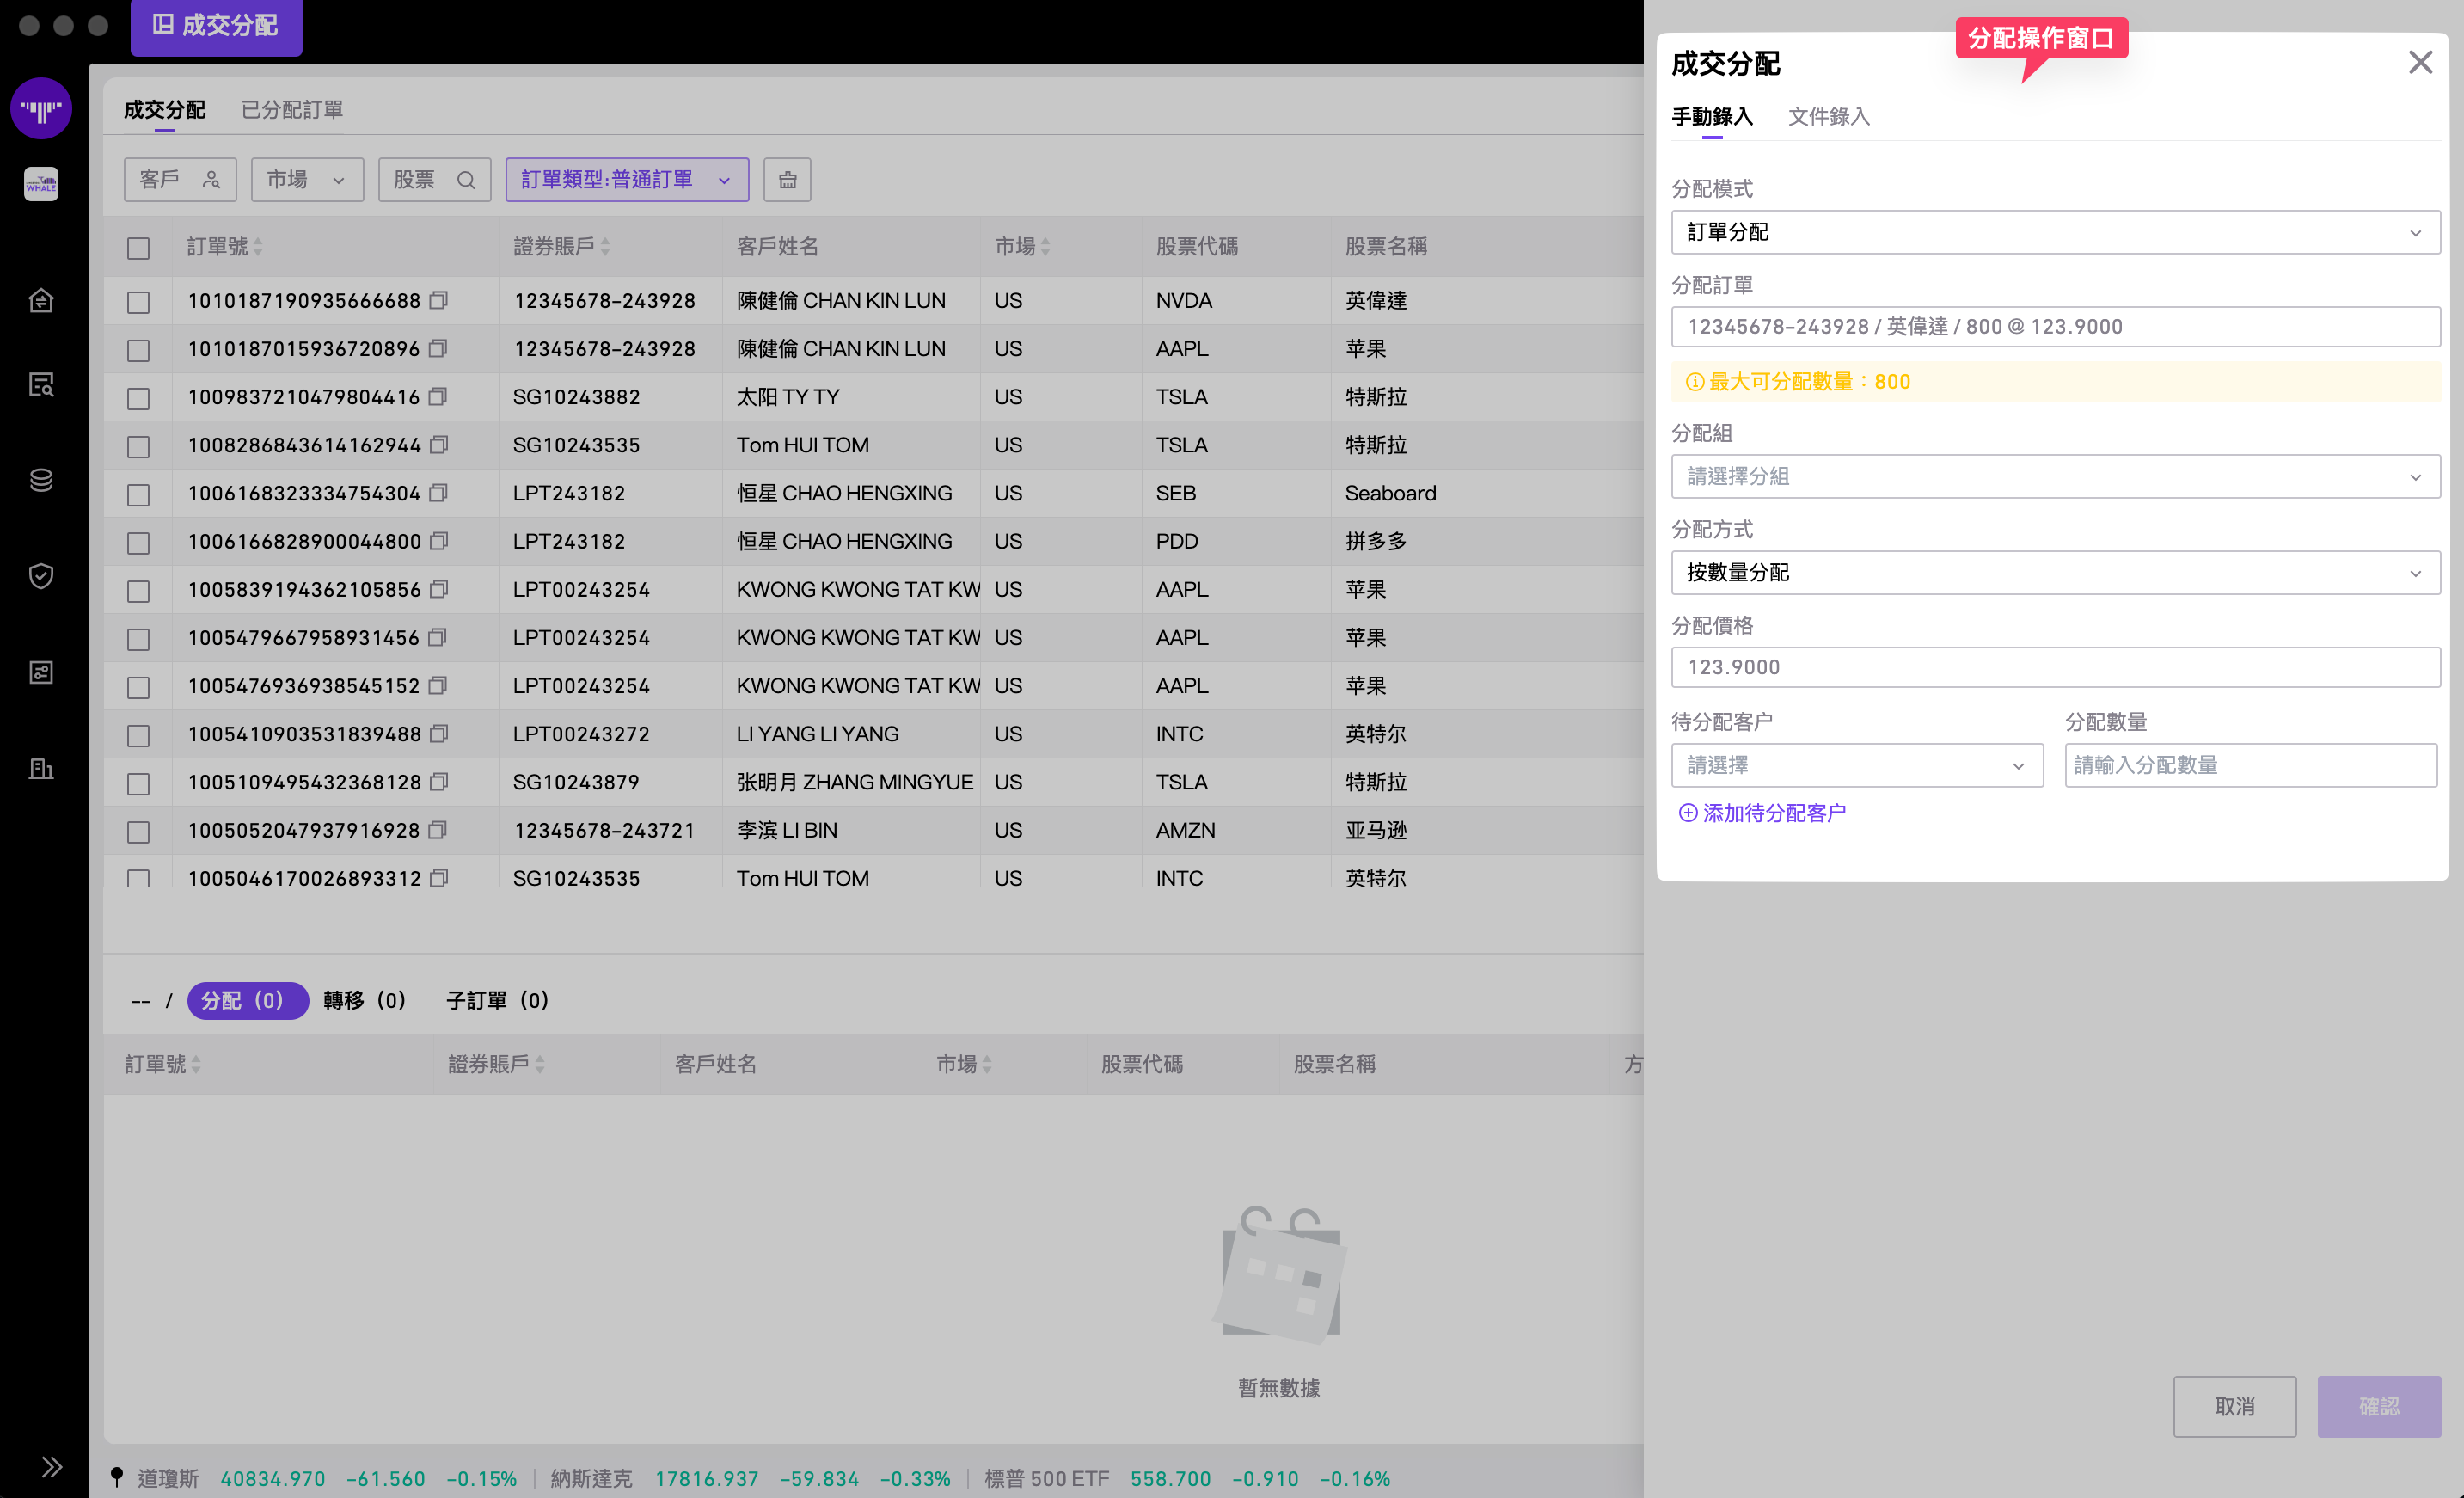 成交分配
WHALE
成交分配 已分配訂單
客戶 市場 股票 訂單類型:普通訂單
訂單號 證券賬戶 客戶姓名 市場 股票代碼 股票名稱
1010187190935666688 12345678-243928 陳健倫 CHAN KIN LUN US NVDA 英偉達
1010187015936720896 12345678-243928 陳健倫 CHAN KIN LUN US AAPL 苹果
1009837210479804416 SG10243882 太阳 TY TY US TSLA 特斯拉
1008286843614162944 SG10243535 Tom HUI TOM US TSLA 特斯拉
1006168323334754304 LPT243182 恒星 CHAO HENGXING US SEB Seaboard
1006166828900044800 LPT243182 恒星 CHAO HENGXING US PDD 拼多多
1005839194362105856 LPT00243254 KWONG KWONG TAT KW US AAPL 苹果
1005479667958931456 LPT00243254 KWONG KWONG TAT KW US AAPL 苹果
1005476936938545152 LPT00243254 KWONG KWONG TAT KW US AAPL 苹果
1005410903531839488 LPT00243272 LI YANG LI YANG US INTC 英特尔
1005109495432368128 SG10243879 张明月 ZHANG MINGYUE US TSLA 特斯拉
1005052047937916928 12345678-243721 李滨 LI BIN US AMZN 亚马逊
1005046170026893312 SG10243535 Tom HUI TOM US INTC 英特尔
-- / 分配 (0) 轉移 (0) 子訂單 (0)
訂單號 證券賬戶 客戶姓名 市場 股票代碼 股票名稱 方
暫無數據
道瓊斯 40834.970 -61.560 -0.15% 納斯達克 17816.937 -59.834 -0.33% 標普 500 ETF 558.700 -0.910 -0.16%
分配操作窗口
成交分配
手動錄入 文件錄入
分配模式
訂單分配
分配訂單
12345678-243928 / 英偉達 / 800 @ 123.9000
最大可分配數量：800
分配組
請選擇分組
分配方式
按數量分配
分配價格
123.9000
待分配客户 分配數量
請選擇 請輸入分配數量
添加待分配客户
取消 確認